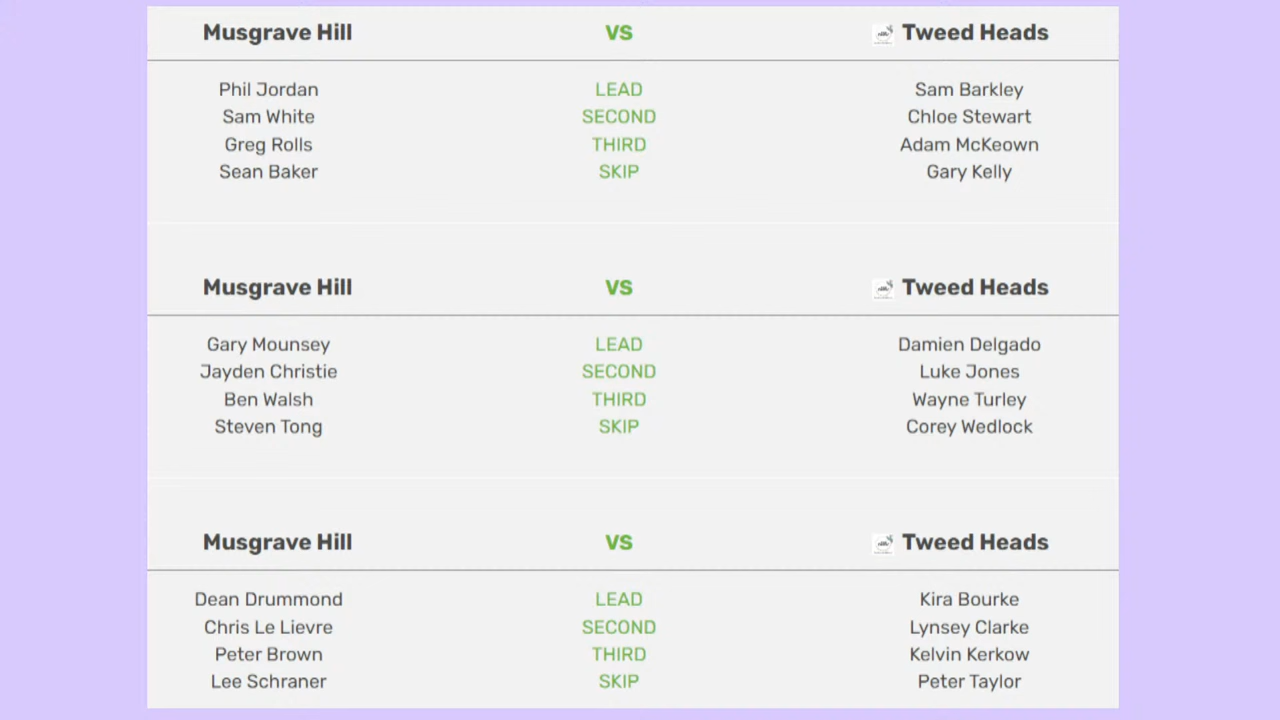 Musgrave Hill VS Tweed Heads
Phil Jordan LEAD Sam Barkley
Sam White SECOND Chloe Stewart
Greg Rolls THIRD Adam McKeown
Sean Baker SKIP Gary Kelly
Musgrave Hill VS Tweed Heads
Gary Mounsey LEAD Damien Delgado
Jayden Christie SECOND Luke Jones
Ben Walsh THIRD Wayne Turley
Steven Tong SKIP Corey Wedlock
Musgrave Hill VS Tweed Heads
Dean Drummond LEAD Kira Bourke
Chris Le Lievre SECOND Lynsey Clarke
Peter Brown THIRD Kelvin Kerkow
Lee Schraner SKIP Peter Taylor